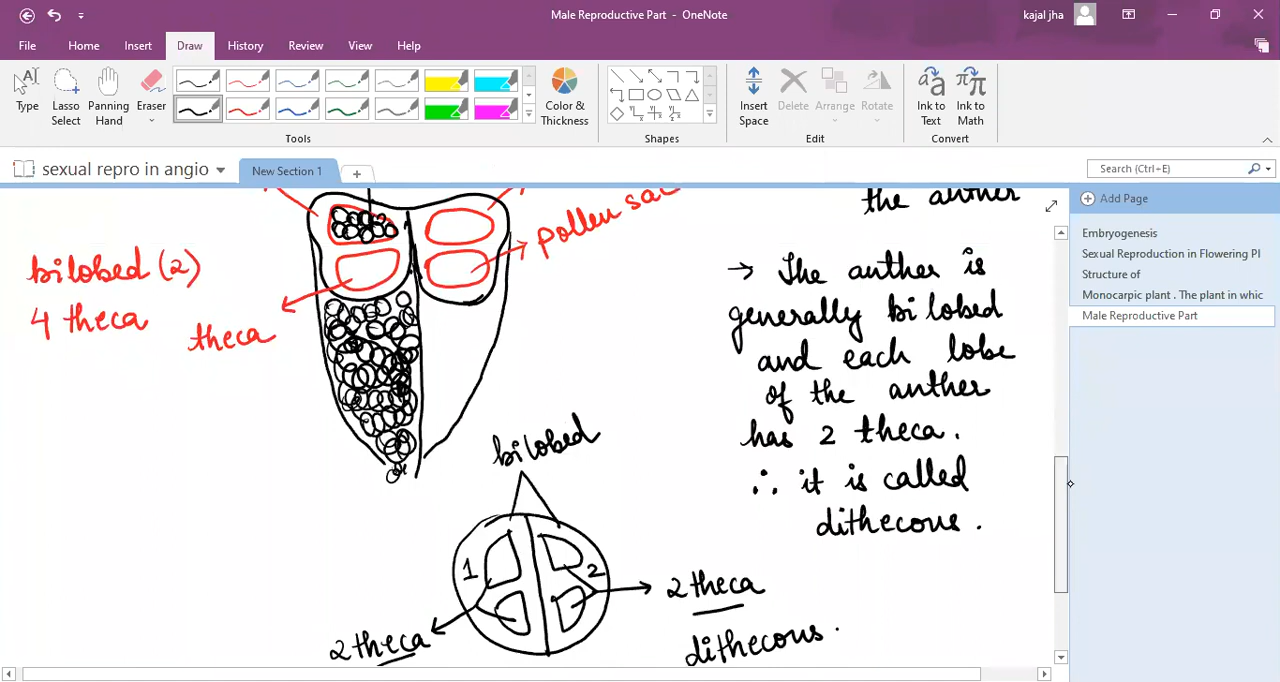 Male Reproductive Part - OneNote
kajal jha
File Home Insert Draw History Review View Help
Type
Lasso Select
Panning Hand
Eraser
Color & Thickness
Insert Space
Delete
Arrange
Rotate
Ink to Text
Ink to Math
Tools
Shapes
Edit
Convert
sexual repro in angio
New Section 1
+
Search (Ctrl+E)
Add Page
Embryogenesis
Sexual Reproduction in Flowering Pl
Structure of
Monocarpic plant . The plant in whic
Male Reproductive Part
the anther
pollen sac
bilobed (2)
4 theca
theca
→ The anther is
generally bilobed
and each lobe
of the anther
has 2 theca.
∴ it is called
dithecous.
bilobed
1
2
2 theca
2 theca
dithecous.